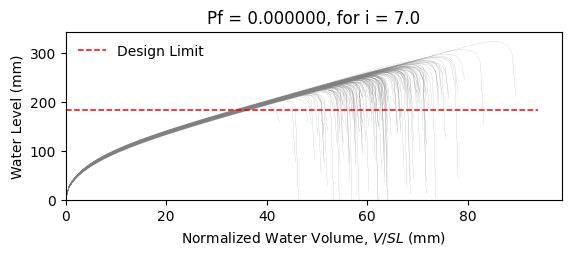 Pf = 0.000000, for i = 7.0
Water Level (mm)
300
200
100
0
Design Limit
0 20 40 60 80
Normalized Water Volume, V/SL (mm)